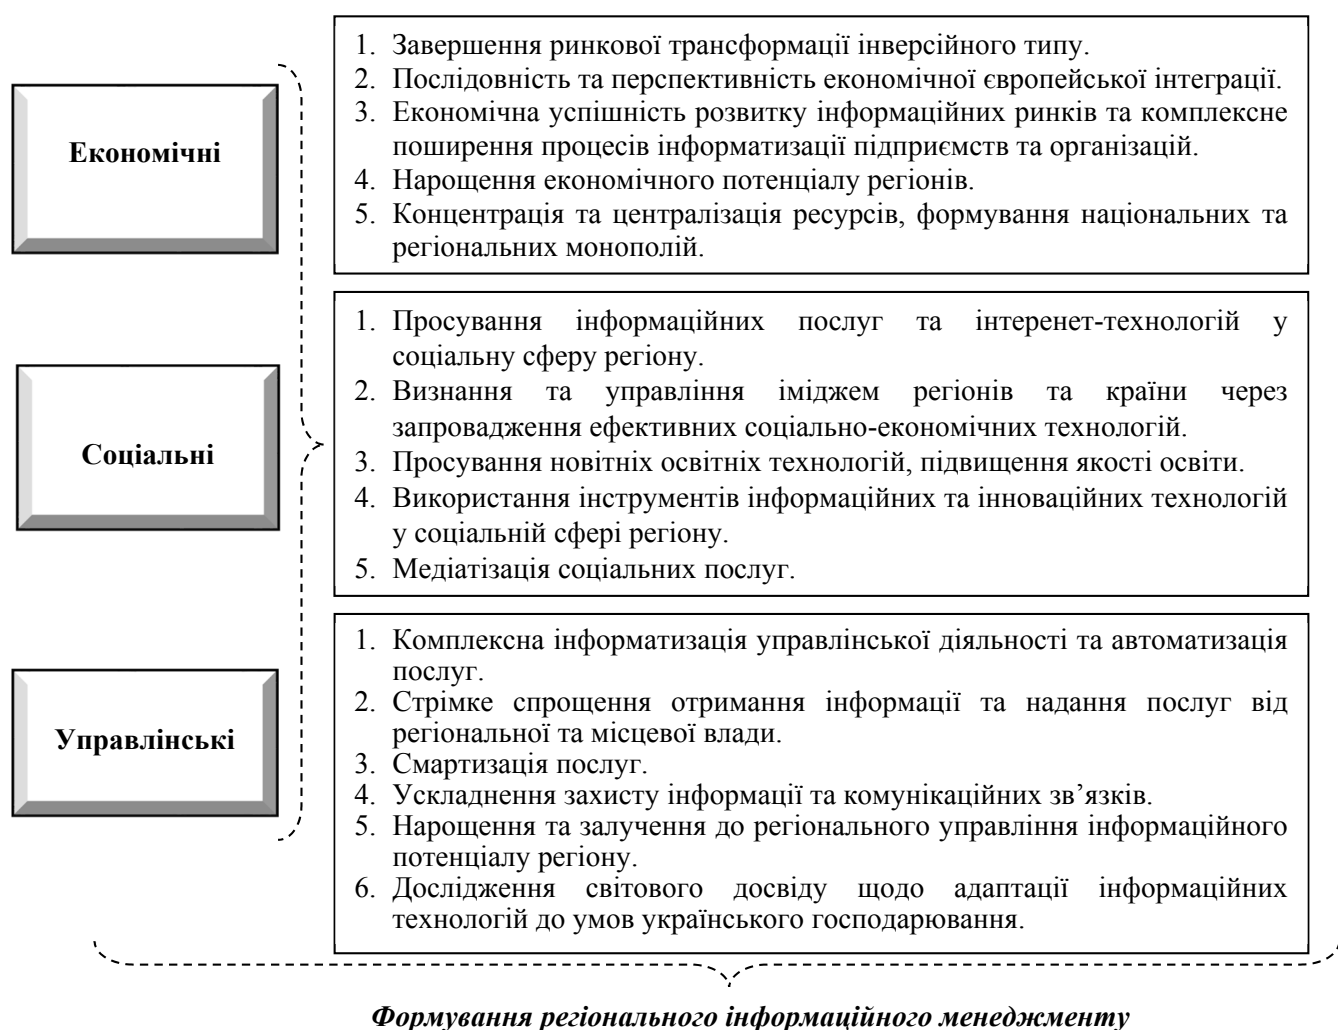 Економічні
1. Завершення ринкової трансформації інверсійного типу.
2. Послідовність та перспективність економічної європейської інтеграції.
3. Економічна успішність розвитку інформаційних ринків та комплексне
поширення процесів інформатизації підприємств та організацій.
4. Нарощення економічного потенціалу регіонів.
5. Концентрація та централізація ресурсів, формування національних та
регіональних монополій.
Соціальні
1. Просування інформаційних послуг та інтеренет-технологій у
соціальну сферу регіону.
2. Визнання та управління іміджем регіонів та країни через
запровадження ефективних соціально-економічних технологій.
3. Просування новітніх освітніх технологій, підвищення якості освіти.
4. Використання інструментів інформаційних та інноваційних технологій
у соціальній сфері регіону.
5. Медіатізація соціальних послуг.
Управлінські
1. Комплексна інформатизація управлінської діяльності та автоматизація
послуг.
2. Стрімке спрощення отримання інформації та надання послуг від
регіональної та місцевої влади.
3. Смартизація послуг.
4. Ускладнення захисту інформації та комунікаційних зв’язків.
5. Нарощення та залучення до регіонального управління інформаційного
потенціалу регіону.
6. Дослідження світового досвіду щодо адаптації інформаційних
технологій до умов українського господарювання.
Формування регіонального інформаційного менеджменту